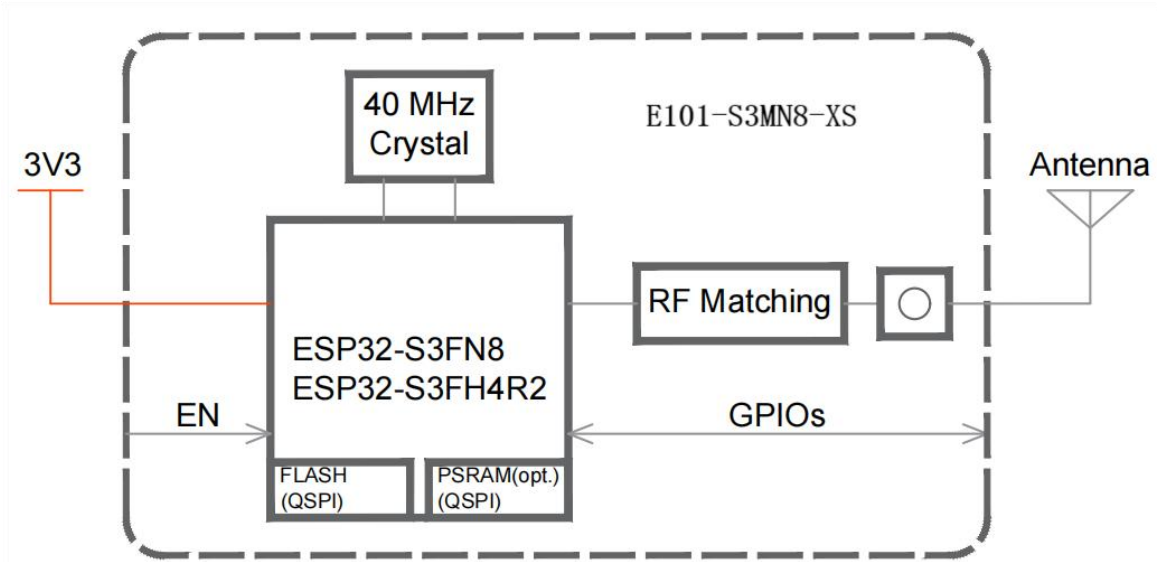 40 MHz
Crystal
E101-S3MN8-XS
3V3
Antenna
RF Matching
ESP32-S3FN8
ESP32-S3FH4R2
EN
GPIOs
FLASH
(QSPI)
PSRAM(opt.)
(QSPI)